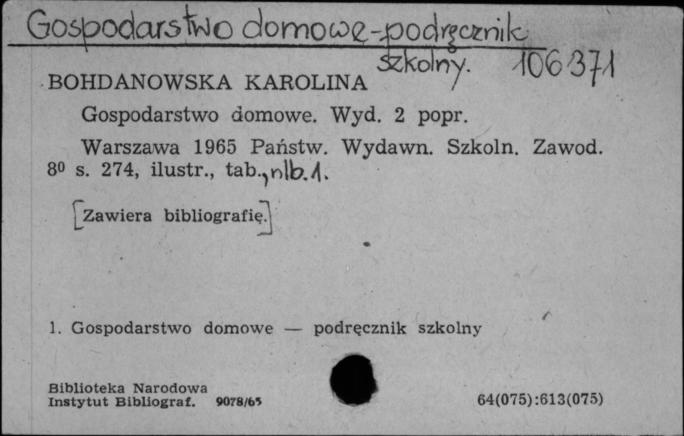 Gospodarstwo domowe-podręcznik
szkolny. 106371
BOHDANOWSKA KAROLINA
Gospodarstwo domowe. Wyd. 2 popr.
Warszawa 1965 Państw. Wydawn. Szkoln. Zawod.
8⁰ s. 274, ilustr., tab., nlb.1.
[Zawiera bibliografię.]
1. Gospodarstwo domowe — podręcznik szkolny
Biblioteka Narodowa
Instytut Bibliograf. 9078/65 64(075):613(075)